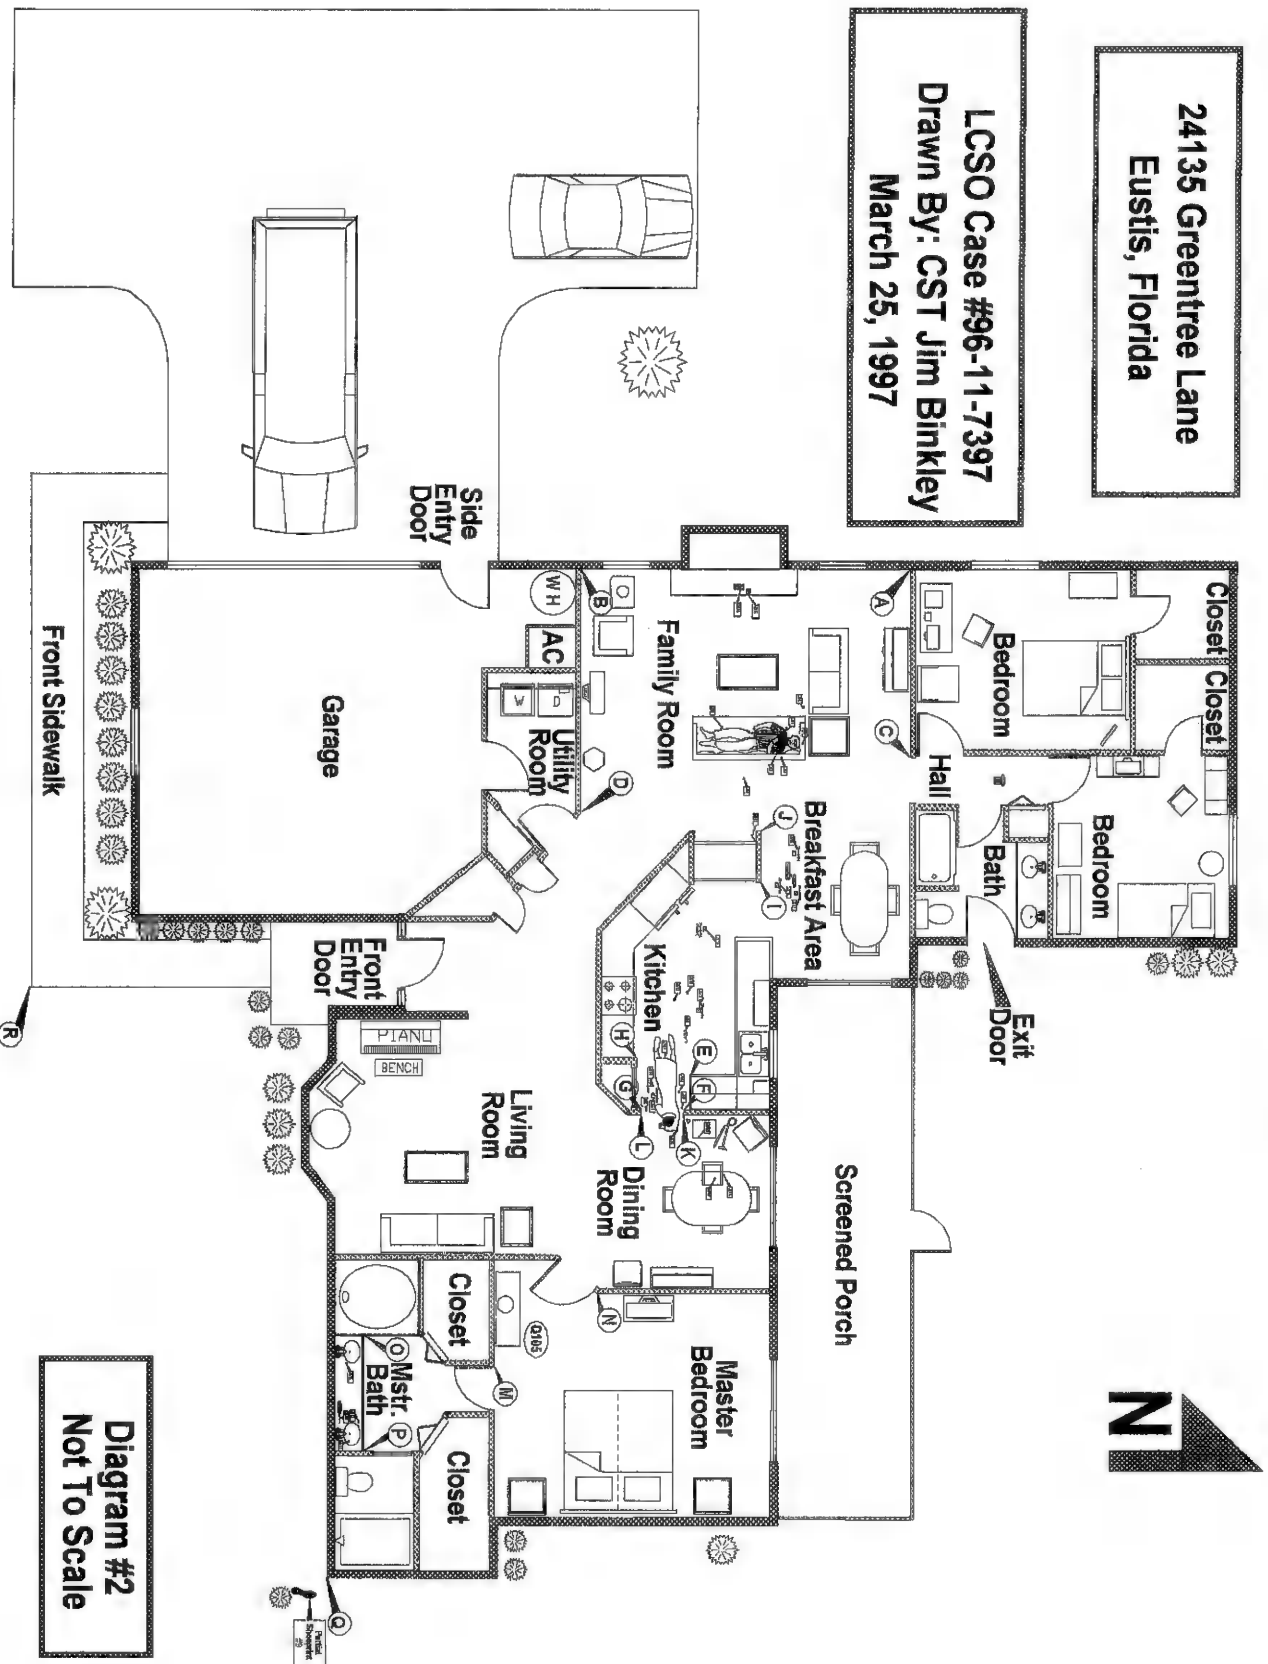 24135 Greentree Lane
Eustis, Florida
LCSO Case #96-11-7397
Drawn By: CST Jim Binkley
March 25, 1997
Closet
Closet
Bedroom
Bedroom
Hall
Bath
Exit
Door
A
C
Family Room
Breakfast Area
Screened Porch
B
D
J
I
Kitchen
E
F
H
G
L
K
Dining
Room
Side
Entry
Door
WH
AC
W
D
Utility
Room
Garage
Front Sidewalk
Front
Entry
Door
R
PIANO
BENCH
Living
Room
N
Q105
M
Master
Bedroom
Closet
Closet
O
Mstr.
Bath
P
Q
Partial
Shoeprint
N
Diagram #2
Not To Scale